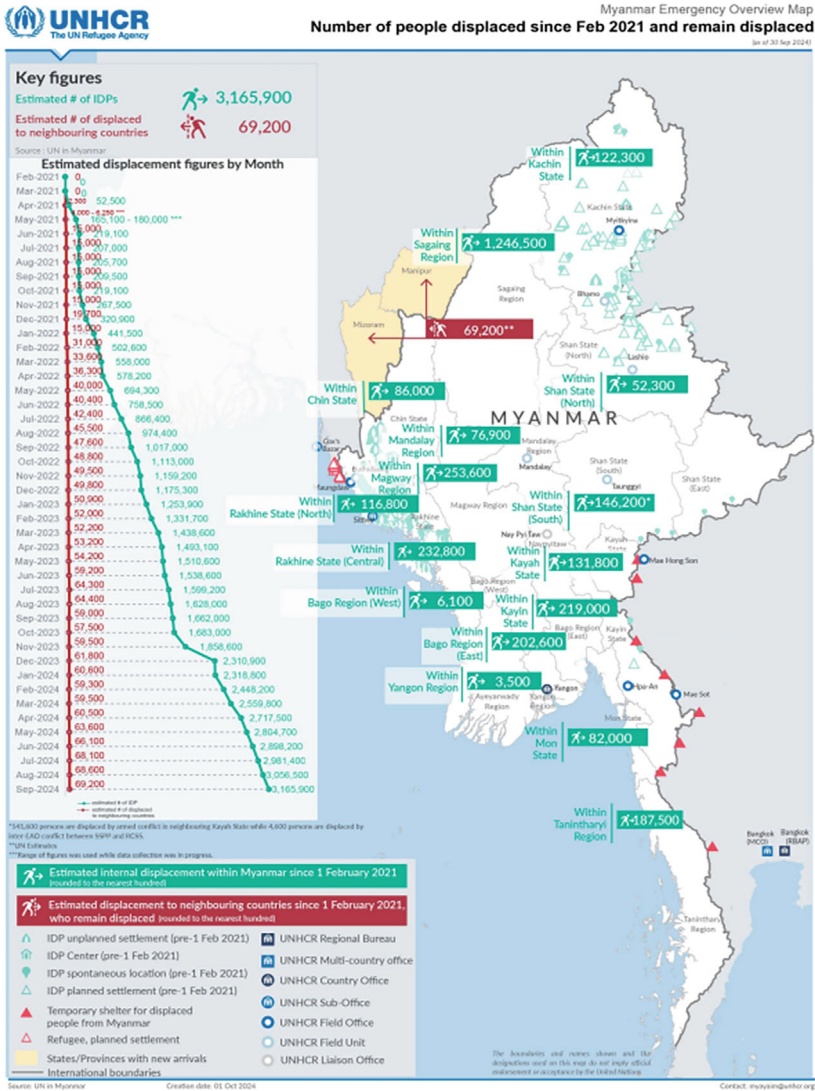 UNHCR
The UN Refugee Agency
Myanmar Emergency Overview Map
Number of people displaced since Feb 2021 and remain displaced
(as of 30 Sep 2024)
Key figures
Estimated # of IDPs
3,165,900
Estimated # of displaced
to neighbouring countries
69,200
Source : UN in Myanmar
Estimated displacement figures by Month
Feb-2021 0 0
Mar-2021 0 0
Apr-2021 52,500
May-2021 165,100 - 180,000 ***
Jun-2021 15,000 219,100
Jul-2021 15,000 207,000
Aug-2021 15,000 205,700
Sep-2021 15,000 209,500
Oct-2021 15,000 219,100
Nov-2021 15,000 267,500
Dec-2021 19,700 320,900
Jan-2022 15,000 441,500
Feb-2022 31,000 502,600
Mar-2022 33,600 558,000
Apr-2022 36,300 578,200
May-2022 40,000 694,300
Jun-2022 40,400 758,500
Jul-2022 42,400 866,400
Aug-2022 45,500 974,400
Sep-2022 47,600 1,017,000
Oct-2022 48,800 1,113,000
Nov-2022 49,500 1,159,200
Dec-2022 49,800 1,175,300
Jan-2023 50,900 1,253,900
Feb-2023 52,000 1,331,700
Mar-2023 52,200 1,438,600
Apr-2023 53,200 1,493,100
May-2023 54,200 1,510,600
Jun-2023 59,200 1,538,600
Jul-2023 64,300 1,599,200
Aug-2023 64,400 1,628,000
Sep-2023 59,000 1,662,000
Oct-2023 57,500 1,683,000
Nov-2023 59,500 1,858,600
Dec-2023 61,800 2,310,900
Jan-2024 60,600 2,318,800
Feb-2024 59,300 2,448,200
Mar-2024 59,500 2,559,800
Apr-2024 60,500 2,717,500
May-2024 63,600 2,804,700
Jun-2024 66,100 2,898,200
Jul-2024 68,100 2,981,400
Aug-2024 68,600 3,056,500
Sep-2024 69,200 3,165,900
estimated # of IDP
estimated # of displaced
to neighbouring countries
Within
Kachin
State
122,300
Kachin State
Myitkyina
Within
Sagaing
Region
1,246,500
Manipur
Sagaing
Region
Bhamo
Mizoram
69,200**
Shan State
(North)
Lashio
Within
Chin State
86,000
Within
Shan State
(North)
52,300
MYANMAR
Chin State
Within
Mandalay
Region
76,900
Mandalay
Region
Mandalay
Cox's
Bazar
Maungdaw
Within
Magway
Region
253,600
Shan State
(South)
Taunggyi
Shan State
(East)
Within
Rakhine State (North)
116,800
Rakhine
State
Magway Region
Within
Shan State
(South)
146,200*
Nay Pyi Taw
Naypyitaw
Kayah
State
Within
Rakhine State (Central)
232,800
Within
Kayah
State
131,800
Mae Hong Son
Bago Region
(West)
Within
Bago Region (West)
6,100
Within
Kayin
State
219,000
Bago Region
(East)
Kayin
State
Within
Bago Region
(East)
202,600
Within
Yangon Region
3,500
Yangon
Yangon
Region
Ayeyarwady
Region
Hpa-An
Mae Sot
Mon State
Within
Mon
State
82,000
Within
Tanintharyi
Region
187,500
Bangkok
(MCO)
Bangkok
(RBAP)
Tanintharyi
Region
*141,600 persons are displaced by armed conflict in neighbouring Kayah State while 4,600 persons are displaced by
inter-EAO conflict between SSPP and RCSS.
**UN Estimates
***Range of figures was used while data collection was in progress.
Estimated internal displacement within Myanmar since 1 February 2021
(rounded to the nearest hundred)
Estimated displacement to neighbouring countries since 1 February 2021,
who remain displaced (rounded to the nearest hundred)
IDP unplanned settlement (pre-1 Feb 2021)
IDP Center (pre-1 Feb 2021)
IDP spontaneous location (pre-1 Feb 2021)
IDP planned settlement (pre-1 Feb 2021)
Temporary shelter for displaced
people from Myanmar
Refugee, planned settlement
States/Provinces with new arrivals
International boundaries
UNHCR Regional Bureau
UNHCR Multi-country office
UNHCR Country Office
UNHCR Sub-Office
UNHCR Field Office
UNHCR Field Unit
UNHCR Liaison Office
The boundaries and names shown and the
designations used on this map do not imply official
endorsement or acceptance by the United Nations.
Source: UN in Myanmar
Creation date: 01 Oct 2024
Contact: myayaim@unhcr.org